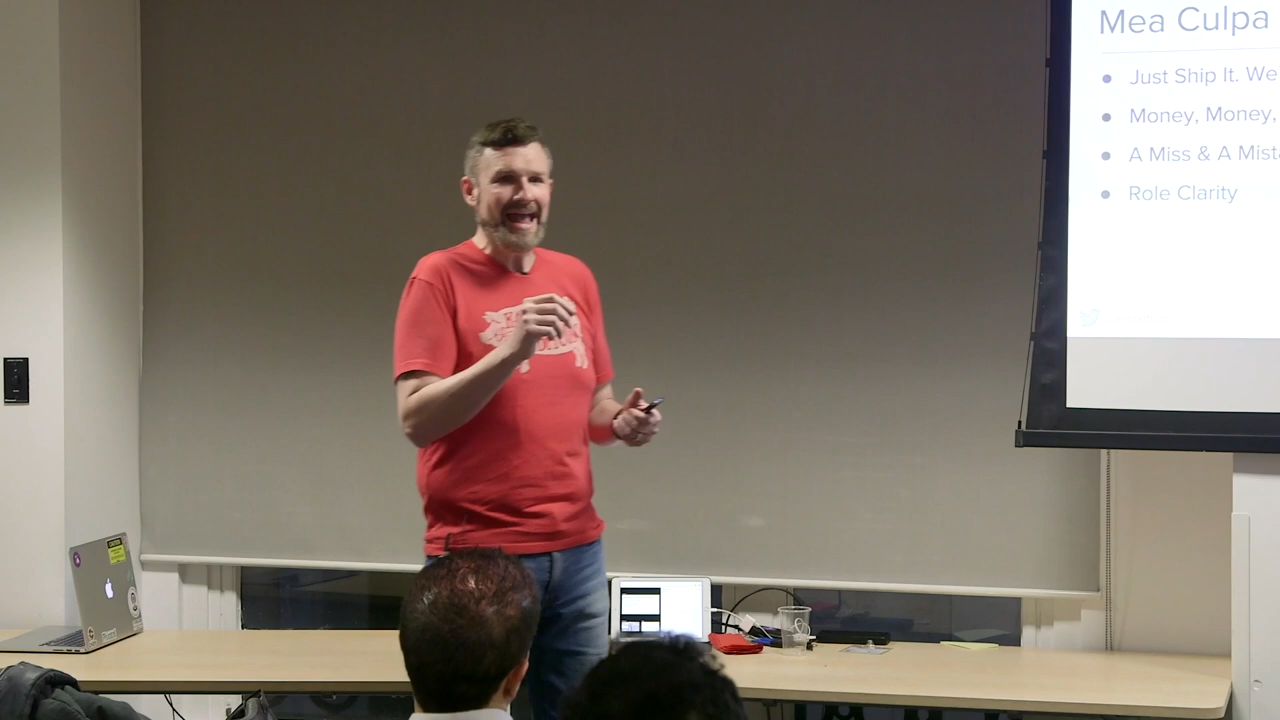 Mea Culpa
Just Ship It. We
Money, Money,
A Miss & A Mist
Role Clarity